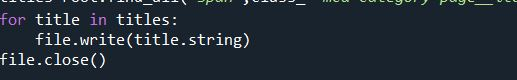 for title in titles:
    file.write(title.string)
file.close()